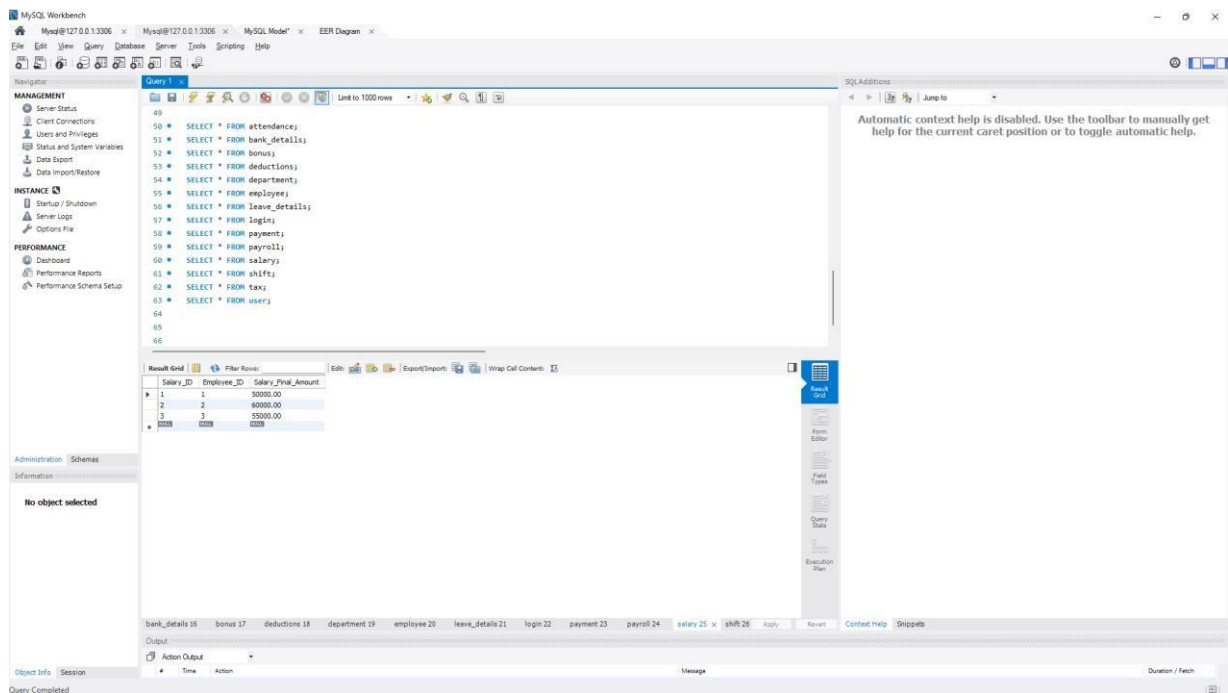 MySQL Workbench
Mysql@127.0.0.1:3306 × Mysql@127.0.0.1:3306 × MySQL Model* × EER Diagram ×
File Edit View Query Database Server Tools Scripting Help
Navigator
MANAGEMENT
Server Status
Client Connections
Users and Privileges
Status and System Variables
Data Export
Data Import/Restore
INSTANCE
Startup / Shutdown
Server Logs
Options File
PERFORMANCE
Dashboard
Performance Reports
Performance Schema Setup
Administration Schemas
Information
No object selected
Object Info Session
Query Completed
Query 1 ×
Limit to 1000 rows
49
50 SELECT * FROM attendance;
51 SELECT * FROM bank_details;
52 SELECT * FROM bonus;
53 SELECT * FROM deductions;
54 SELECT * FROM department;
55 SELECT * FROM employee;
56 SELECT * FROM leave_details;
57 SELECT * FROM login;
58 SELECT * FROM payment;
59 SELECT * FROM payroll;
60 SELECT * FROM salary;
61 SELECT * FROM shift;
62 SELECT * FROM tax;
63 SELECT * FROM user;
64
65
66
Result Grid Filter Rows: Edit: Export/Import: Wrap Cell Content:
Salary_ID Employee_ID Salary_Final_Amount
1 1 50000.00
2 2 60000.00
3 3 55000.00
NULL NULL NULL
Result Grid
Form Editor
Field Types
Query Stats
Execution Plan
bank_details 16 bonus 17 deductions 18 department 19 employee 20 leave_details 21 login 22 payment 23 payroll 24 salary 25 × shift 26 Apply Revert
Output
Action Output
# Time Action Message Duration / Fetch
SQL Additions
Jump to
Automatic context help is disabled. Use the toolbar to manually get
help for the current caret position or to toggle automatic help.
Context Help Snippets